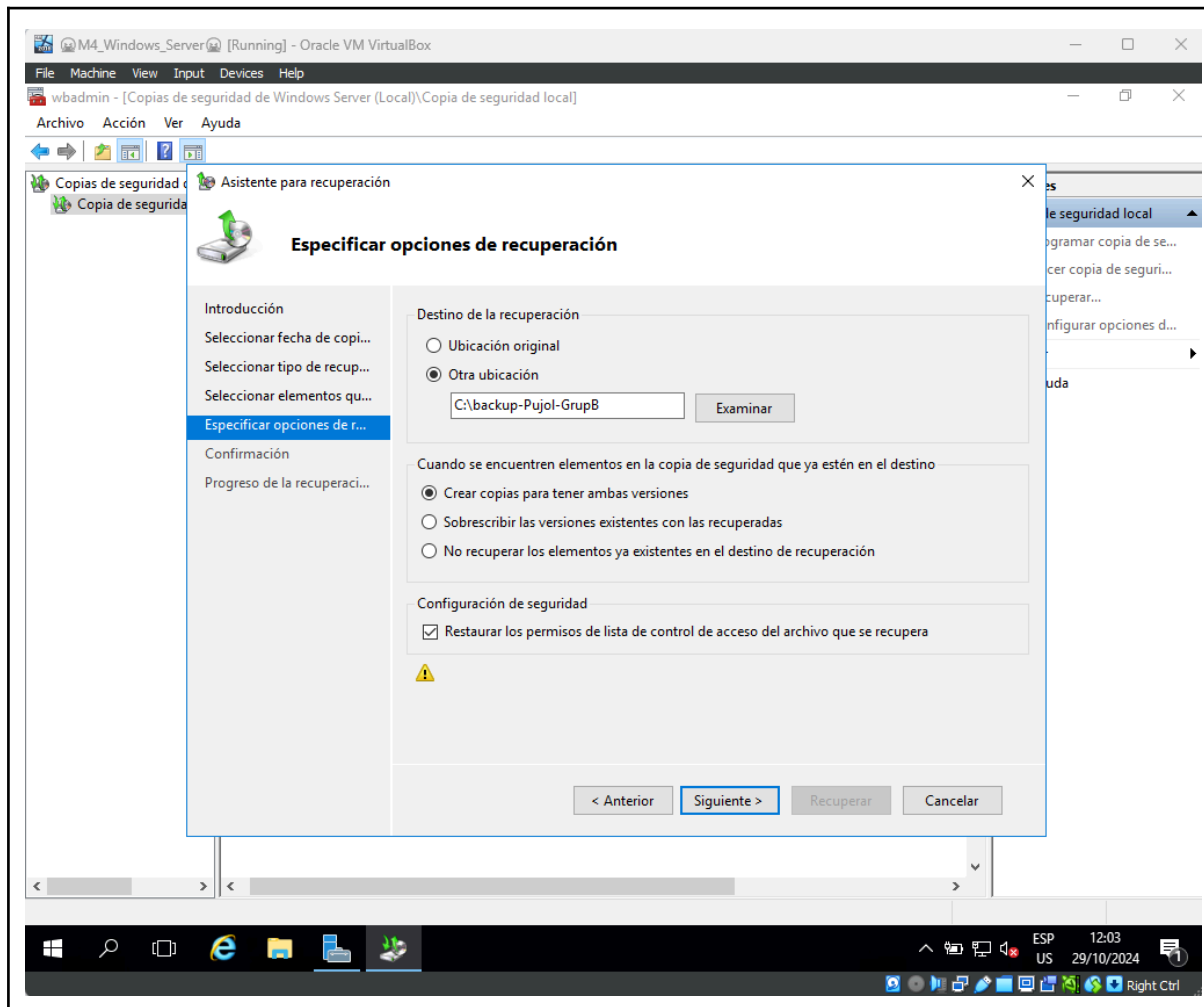 M4_Windows_Server [Running] - Oracle VM VirtualBox
File Machine View Input Devices Help
wbadmin - [Copias de seguridad de Windows Server (Local)\Copia de seguridad local]
Archivo Acción Ver Ayuda
Copias de seguridad
Copia de segurida
Asistente para recuperación
Especificar opciones de recuperación
Introducción
Seleccionar fecha de copi...
Seleccionar tipo de recup...
Seleccionar elementos qu...
Especificar opciones de r...
Confirmación
Progreso de la recuperaci...
Destino de la recuperación
Ubicación original
Otra ubicación
C:\backup-Pujol-GrupB
Examinar
Cuando se encuentren elementos en la copia de seguridad que ya estén en el destino
Crear copias para tener ambas versiones
Sobrescribir las versiones existentes con las recuperadas
No recuperar los elementos ya existentes en el destino de recuperación
Configuración de seguridad
Restaurar los permisos de lista de control de acceso del archivo que se recupera
< Anterior
Siguiente >
Recuperar
Cancelar
es
de seguridad local
ogramar copia de se...
cer copia de seguri...
cuperar...
nfigurar opciones d...
uda
ESP
US
12:03
29/10/2024
1
Right Ctrl